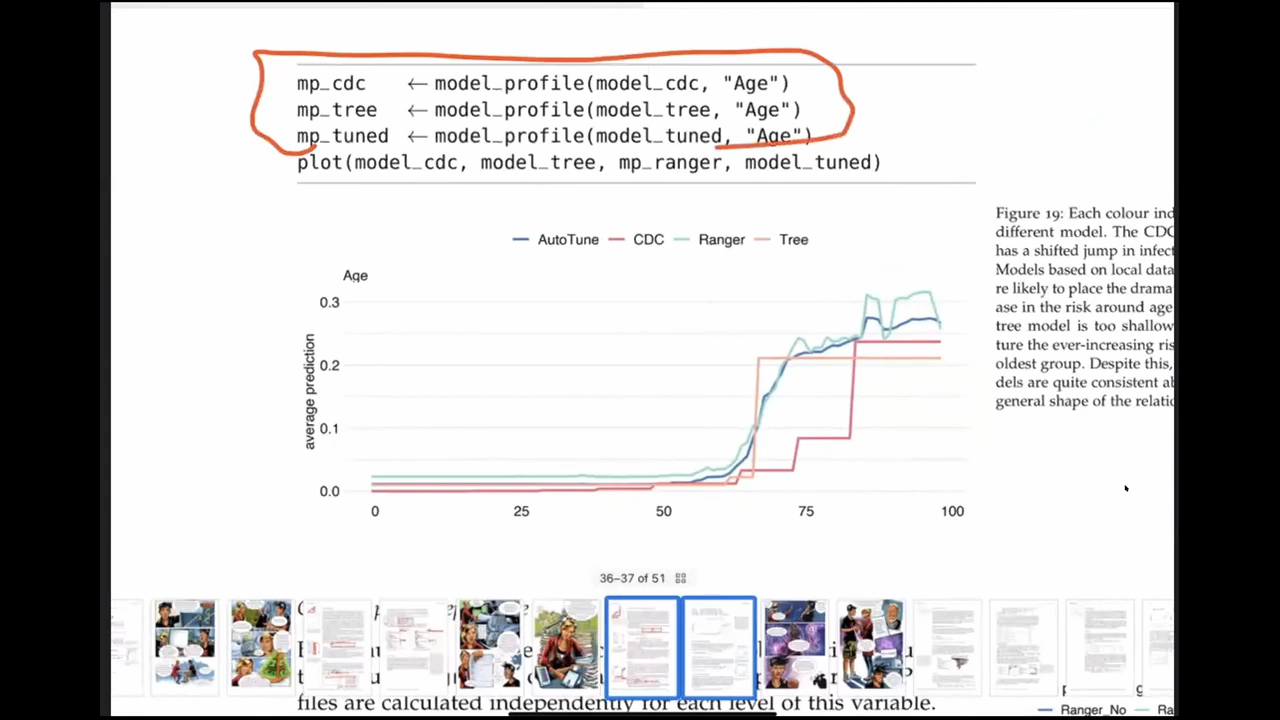 mp_cdc ← model_profile(model_cdc, "Age")
mp_tree ← model_profile(model_tree, "Age")
mp_tuned ← model_profile(model_tuned, "Age")
plot(model_cdc, model_tree, mp_ranger, model_tuned)
Figure 19: Each colour ind
different model. The CDC
has a shifted jump in infect
Models based on local data
re likely to place the drama
ase in the risk around age
tree model is too shallow
ture the ever-increasing ris
oldest group. Despite this,
dels are quite consistent ab
general shape of the relatio
AutoTune CDC Ranger Tree
Age
average prediction
0.3
0.2
0.1
0.0
0 25 50 75 100
36–37 of 51
files are calculated independently for each level of this variable.
Ranger_No Ra